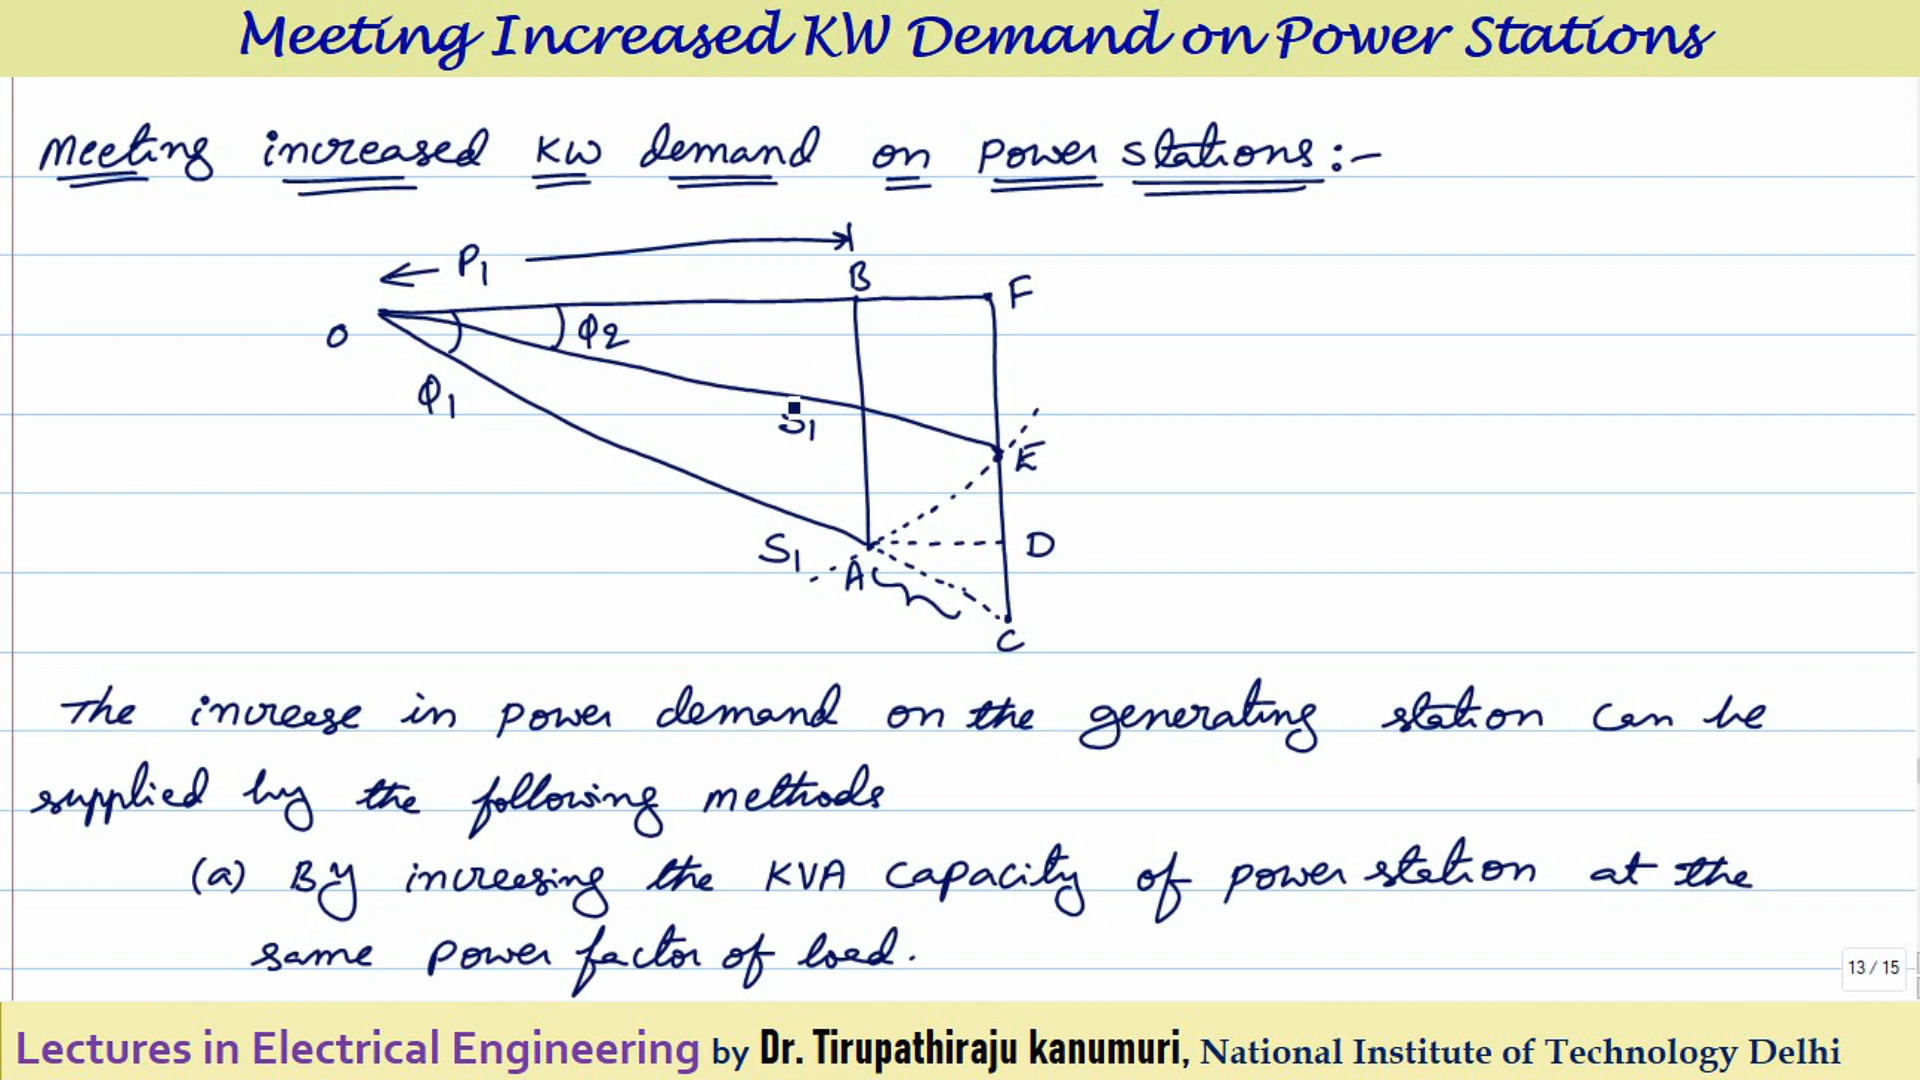 Meeting Increased KW Demand on Power Stations
Meeting increased KW demand on power stations:-
P1
B
F
O
φ2
φ1
S1
E
S1
A
D
C
The increase in power demand on the generating station can be
supplied by the following methods
(a) By increasing the KVA capacity of power station at the
same power factor of load.
13 / 15
Lectures in Electrical Engineering by Dr. Tirupathiraju kanumuri, National Institute of Technology Delhi